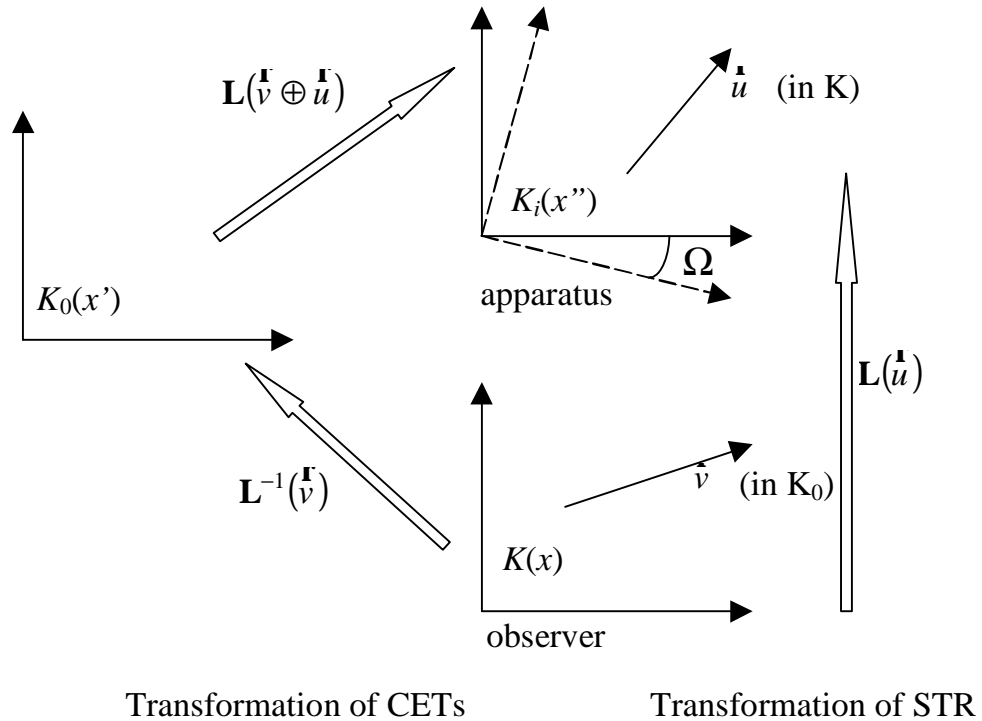 L(v ⊕ u)
u (in K)
K₀(x’)
Kᵢ(x”)
Ω
apparatus
L(u)
L⁻¹(v)
v (in K₀)
K(x)
observer
Transformation of CETs
Transformation of STR